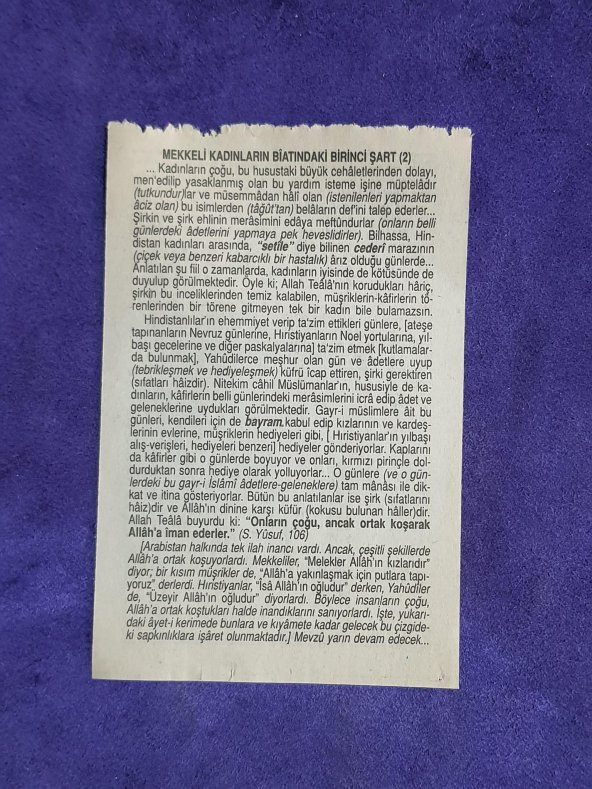 MEKKELİ KADINLARIN BÎATINDAKİ BİRİNCİ ŞART (2)
... Kadınların çoğu, bu husustaki büyük cehâletlerinden dolayı,
men'edilip yasaklanmış olan bu yardım isteme işine müptelâdır
(tutkundur)lar ve müsemmâdan hâlî olan (istenilenleri yapmaktan
âciz olan) bu isimlerden (tâğût'tan) belâların def'ini talep ederler...
Şirkin ve şirk ehlinin merâsimini edâya meftûndurlar (onların belli
günlerdeki âdetlerini yapmaya pek heveslidirler). Bilhassa, Hin-
distan kadınları arasında, "setîle" diye bilinen cederî marazının
(çiçek veya benzeri kabarcıklı bir hastalık) ârız olduğu günlerde...
Anlatılan şu fiil o zamanlarda, kadınların iyisinde de kötüsünde de
duyulup görülmektedir. Öyle ki; Allah Teâlâ'nın korudukları hâriç,
şirkin bu inceliklerinden temiz kalabilen, müşriklerin-kâfirlerin tö-
renlerinden bir törene gitmeyen tek bir kadın bile bulamazsın.
Hindistanlılar'ın ehemmiyet verip ta'zim ettikleri günlere, [ateşe
tapınanların Nevruz günlerine, Hıristiyanların Noel yortularına, yıl-
başı gecelerine ve diğer paskalyalarına] ta'zim etmek [kutlamalar-
da bulunmak], Yahûdilerce meşhur olan gün ve âdetlere uyup
(tebrikleşmek ve hediyeleşmek) küfrü îcap ettiren, şirki gerektiren
(sıfatları hâizdir). Nitekim câhil Müslümanlar'ın, hususiyle de ka-
dınların, kâfirlerin belli günlerindeki merâsimlerini icrâ edip âdet ve
geleneklerine uydukları görülmektedir. Gayr-i müslimlere âit bu
günleri, kendileri için de bayram kabul edip kızlarının ve kardeş-
lerinin evlerine, müşriklerin hediyeleri gibi, [ Hıristiyanlar'ın yılbaşı
alış-verişleri, hediyeleri benzeri] hediyeler gönderiyorlar. Kaplarını
da kâfirler gibi o günlerde boyuyor ve onları, kırmızı pirinçle dol-
durduktan sonra hediye olarak yolluyorlar... O günlere (ve o gün-
lerdeki bu gayr-i İslâmî âdetlere-geleneklere) tam mânâsı ile dik-
kat ve itina gösteriyorlar. Bütün bu anlatılanlar ise şirk (sıfatlarını
hâiz)dir ve Allâh'ın dinine karşı küfür (kokusu bulunan hâller)dir.
Allah Teâlâ buyurdu ki: "Onların çoğu, ancak ortak koşarak
Allâh'a îman ederler." (S. Yûsuf, 106)
[Arabistan halkında tek ilah inancı vardı. Ancak, çeşitli şekillerde
Allâh'a ortak koşuyorlardı. Mekkeliler, "Melekler Allâh'ın kızlarıdır"
diyor; bir kısım müşrikler de, "Allâh'a yakınlaşmak için putlara tapı-
yoruz" derlerdi. Hıristiyanlar, "Îsâ Allâh'ın oğludur" derken, Yahûdiler
de, "Üzeyir Allâh'ın oğludur" diyorlardı. Böylece insanların çoğu,
Allâh'a ortak koştukları halde inandıklarını sanıyorlardı. İşte, yukarı-
daki âyet-i kerimede bunlara ve kıyâmete kadar gelecek bu çizgide-
ki sapkınlıklara işâret olunmaktadır.] Mevzû yarın devam edecek...